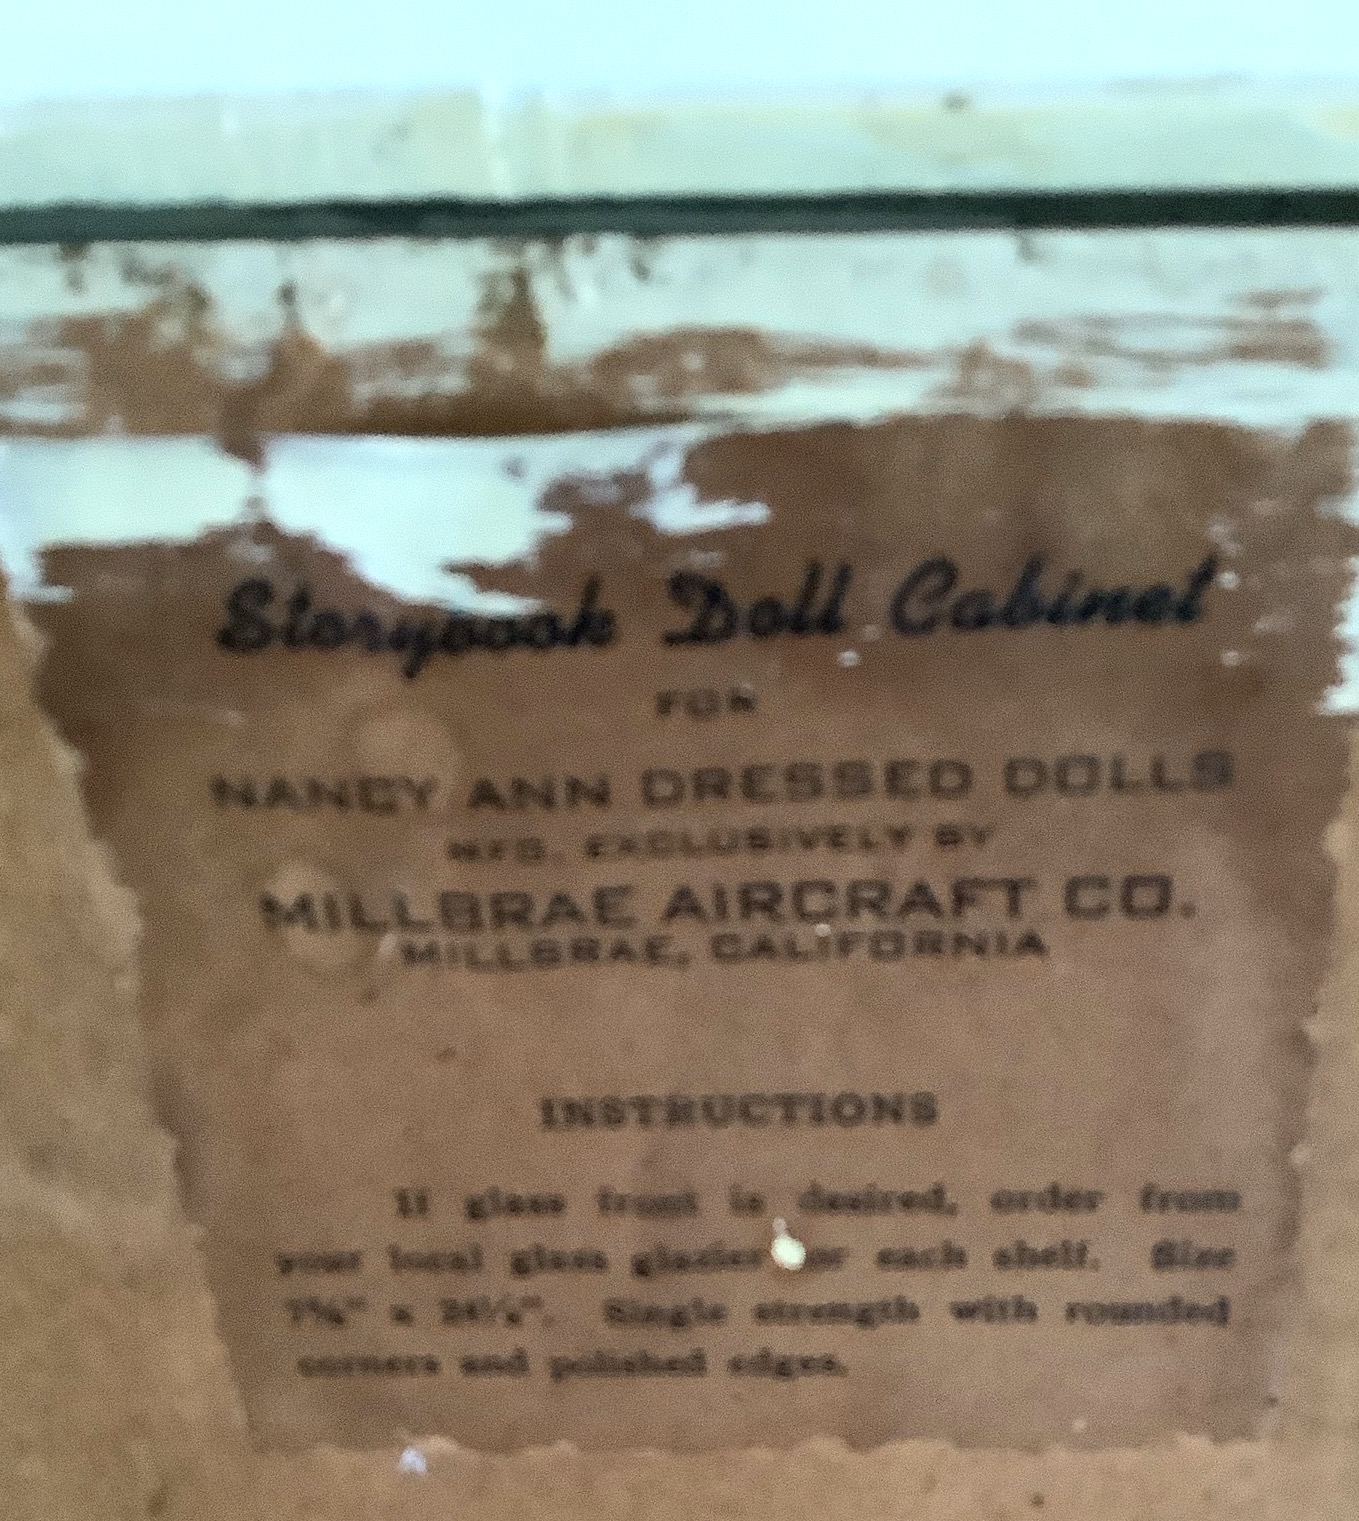 Storybook Doll Cabinet
FOR
NANCY ANN DRESSED DOLLS
MFG. EXCLUSIVELY BY
MILLBRAE AIRCRAFT CO.
MILLBRAE, CALIFORNIA
INSTRUCTIONS
If glass front is desired, order from
your local glass glazier for each shelf. Size
x Single strength with rounded
corners and polished edges.